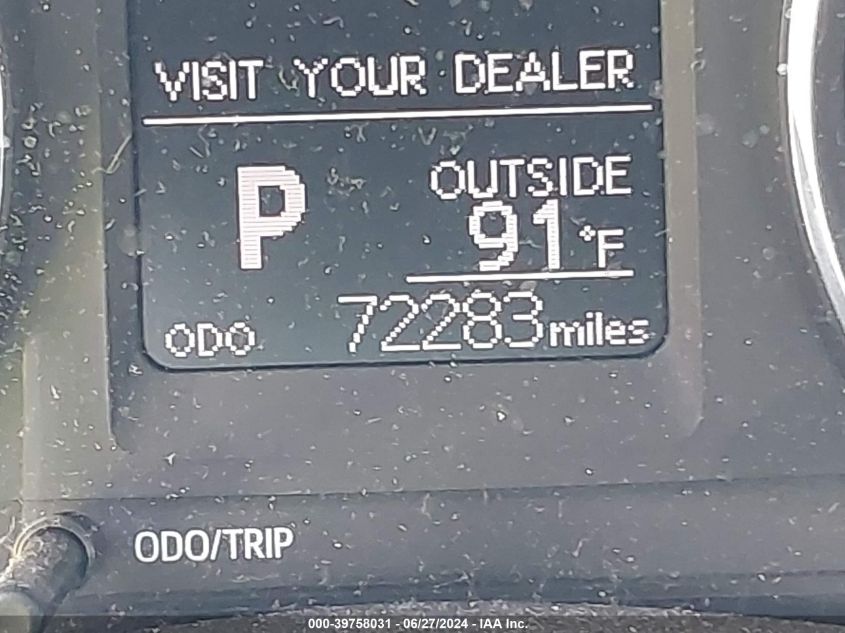 VISIT YOUR DEALER
P
OUTSIDE
91°F
ODO 72283 miles
ODO/TRIP
000-39758031 - 06/27/2024 - IAA Inc.